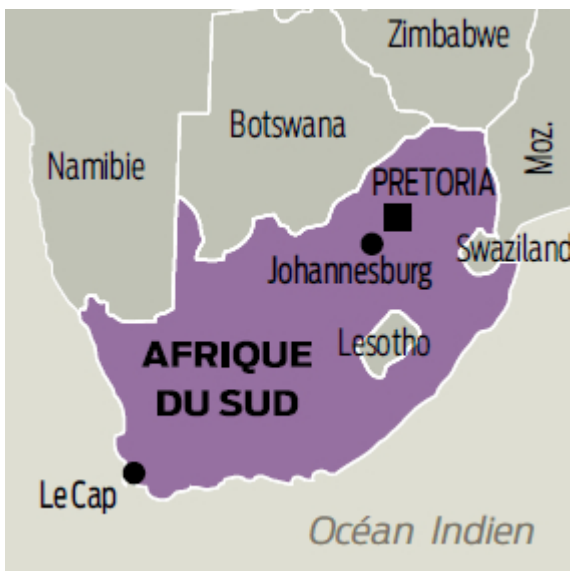 Zimbabwe
Botswana
Namibie
Moz.
PRETORIA
Swaziland
Johannesburg
Lesotho
AFRIQUE
DU SUD
Le Cap
Océan Indien